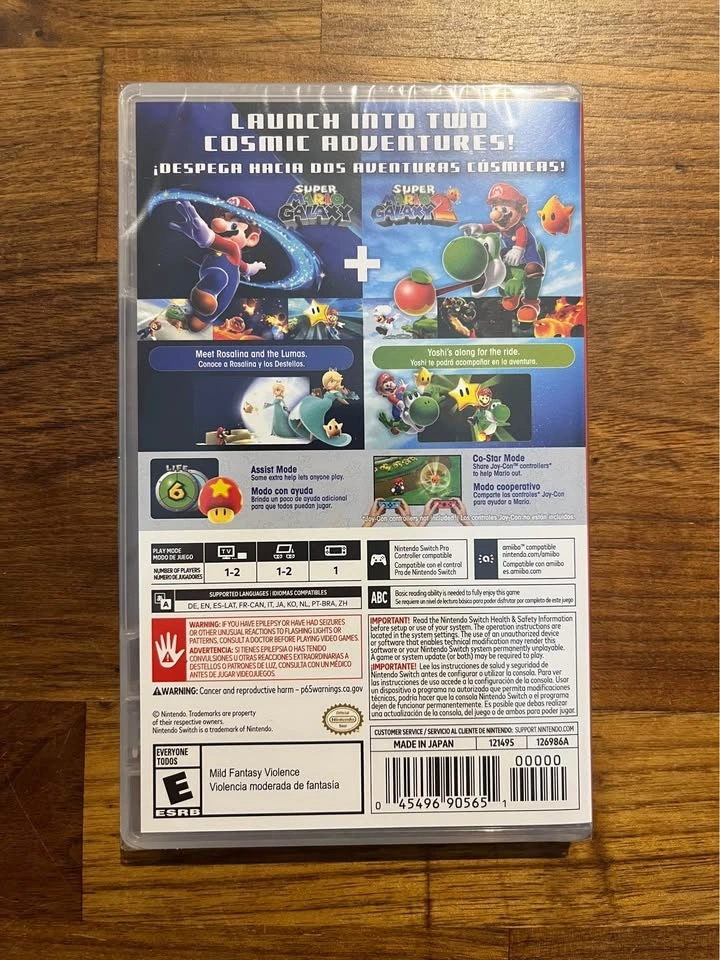 LAUNCH INTO TWO
COSMIC ADVENTURES!
¡DESPEGA HACIA DOS AVENTURAS CÓSMICAS!
SUPER
MARIO
GALAXY
SUPER
MARIO
GALAXY 2
+
Meet Rosalina and the Lumas.
Conoce a Rosalina y los Destellos.
Yoshi's along for the ride.
Yoshi te podrá acompañar en la aventura.
LIFE
6
Assist Mode
Some extra help lets anyone play.
Modo con ayuda
Brinda un poco de ayuda adicional
para que todos puedan jugar.
Co-Star Mode
Share Joy-Con™ controllers*
to help Mario out.
Modo cooperativo
Comparte los controles* Joy-Con
para ayudar a Mario.
*Joy-Con controllers not included./ Los controles Joy-Con no están incluidos.
PLAY MODE
MODO DE JUEGO
TV
NUMBER OF PLAYERS
NÚMERO DE JUGADORES
1-2
1-2
1
Nintendo Switch Pro
Controller compatible
Compatible con el control
Pro de Nintendo Switch
amiibo™ compatible
nintendo.com/amiibo
Compatible con amiibo
es.amiibo.com
SUPPORTED LANGUAGES | IDIOMAS COMPATIBLES
DE, EN, ES-LAT, FR-CAN, IT, JA, KO, NL, PT-BRA, ZH
ABC
Basic reading ability is needed to fully enjoy this game
Se requiere un nivel de lectura básico para poder disfrutar por completo de este juego
WARNING: IF YOU HAVE EPILEPSY OR HAVE HAD SEIZURES
OR OTHER UNUSUAL REACTIONS TO FLASHING LIGHTS OR
PATTERNS, CONSULT A DOCTOR BEFORE PLAYING VIDEO GAMES.
ADVERTENCIA: SI TIENES EPILEPSIA O HAS TENIDO
CONVULSIONES U OTRAS REACCIONES EXTRAORDINARIAS A
DESTELLOS O PATRONES DE LUZ, CONSULTA CON UN MÉDICO
ANTES DE JUGAR VIDEOJUEGOS.
WARNING: Cancer and reproductive harm – p65warnings.ca.gov
IMPORTANT! Read the Nintendo Switch Health & Safety Information
before setup or use of your system. The operation instructions are
located in the system settings. The use of an unauthorized device
or software that enables technical modification may render this
software or your Nintendo Switch system permanently unplayable.
A game or system update (or both) may be required to play.
¡IMPORTANTE! Lee las instrucciones de salud y seguridad de
Nintendo Switch antes de configurar o utilizar la consola. Para ver
las instrucciones de uso accede a la configuración de la consola. Usar
un dispositivo o programa no autorizado que permita modificaciones
técnicas, podría hacer que la consola Nintendo Switch o el programa
dejen de funcionar permanentemente. Es posible que debas realizar
una actualización de la consola, del juego o de ambos para poder jugar.
© Nintendo. Trademarks are property
of their respective owners.
Nintendo Switch is a trademark of Nintendo.
Official
Nintendo
Seal
CUSTOMER SERVICE / SERVICIO AL CLIENTE DE NINTENDO: SUPPORT.NINTENDO.COM
MADE IN JAPAN
121495
126986A
EVERYONE
TODOS
E
ESRB
Mild Fantasy Violence
Violencia moderada de fantasía
00000
0 45496 90565 1